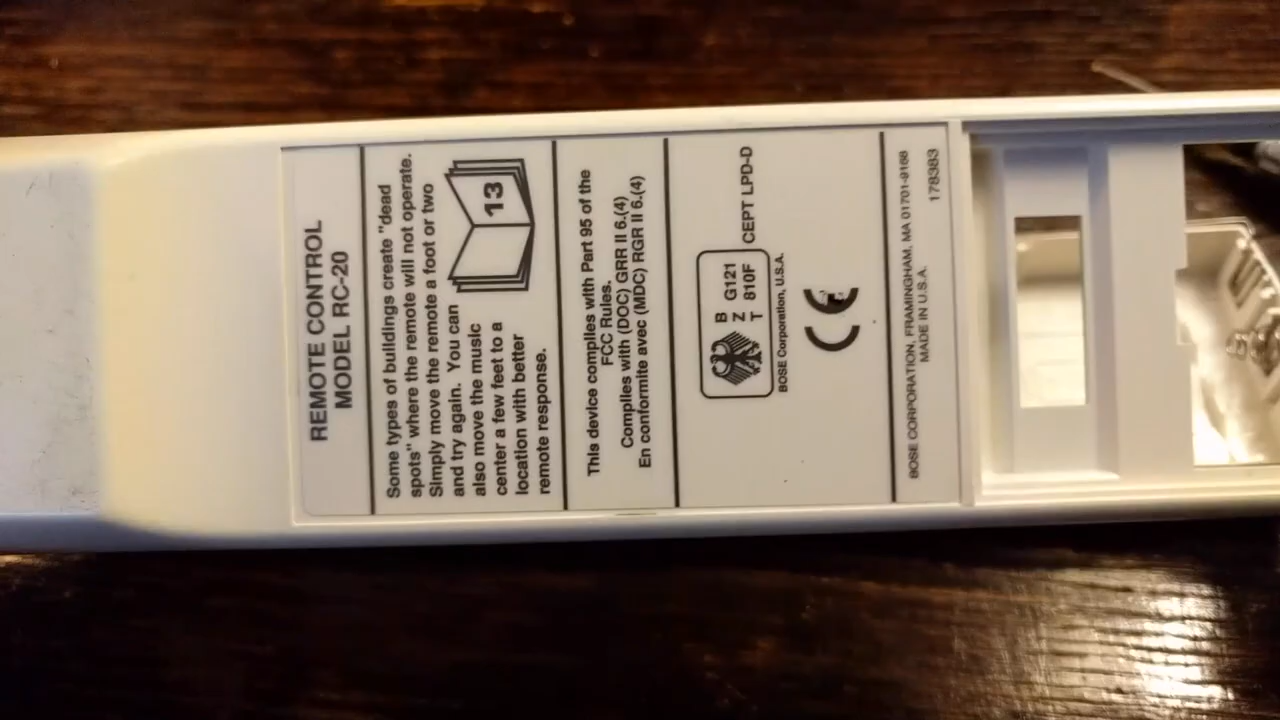 REMOTE CONTROL
MODEL RC-20
Some types of buildings create "dead
spots" where the remote will not operate.
Simply move the remote a foot or two
and try again. You can
also move the music
center a few feet to a
location with better
remote response.
13
This device complies with Part 95 of the
FCC Rules.
Complies with (DOC) GRR II 6.(4)
En conformite avec (MDC) RGR II 6.(4)
B
Z G121
T 810F
CEPT LPD-D
BOSE Corporation, U.S.A.
CE
BOSE CORPORATION, FRAMINGHAM, MA 01701-9168
MADE IN U.S.A.
178383